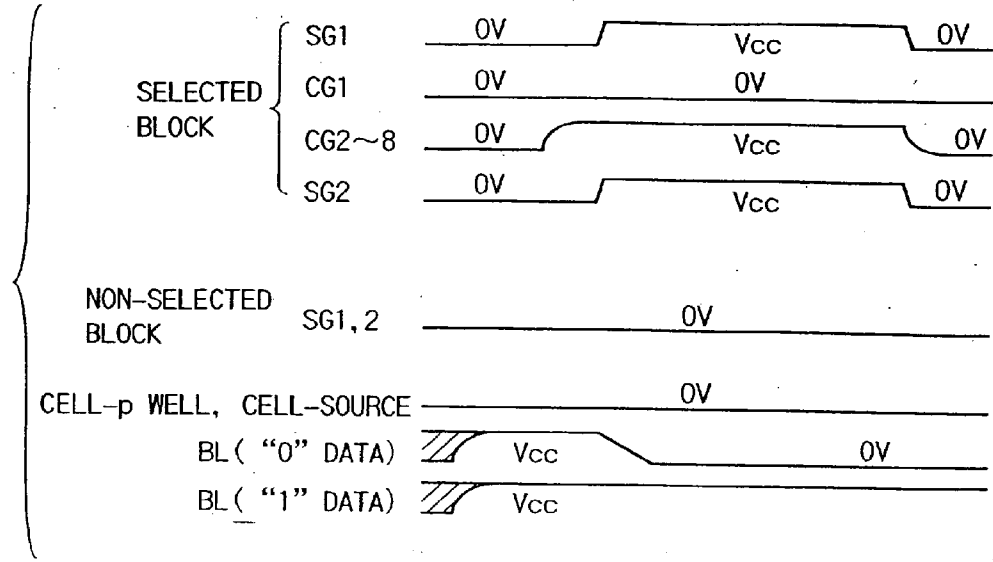 SG1 0V Vcc 0V
SELECTED BLOCK
CG1 0V 0V
CG2~8 0V Vcc 0V
SG2 0V Vcc 0V
NON-SELECTED BLOCK
SG1,2 0V
CELL-p WELL, CELL-SOURCE 0V
BL( "0" DATA) Vcc 0V
BL( "1" DATA) Vcc